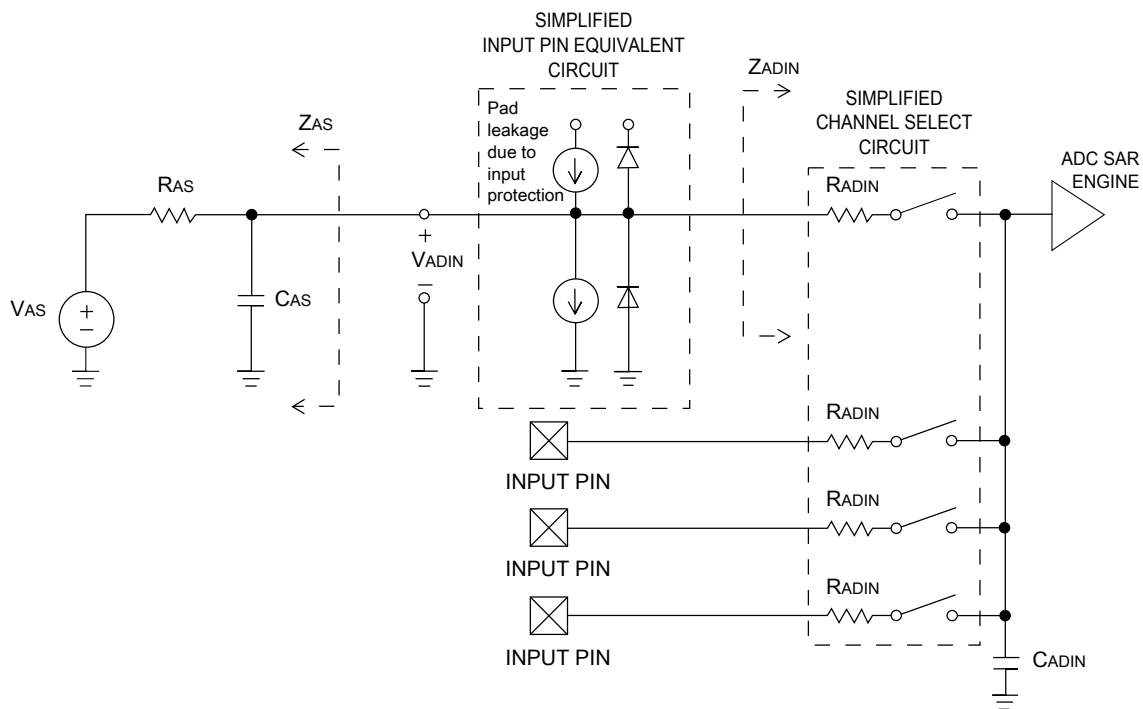 SIMPLIFIED
INPUT PIN EQUIVALENT
CIRCUIT
ZADIN
SIMPLIFIED
CHANNEL SELECT
CIRCUIT
Pad
leakage
due to
input
protection
ZAS
RAS
RADIN
ADC SAR
ENGINE
+
VADIN
–
CAS
VAS
+
–
RADIN
INPUT PIN
RADIN
INPUT PIN
RADIN
INPUT PIN
CADIN